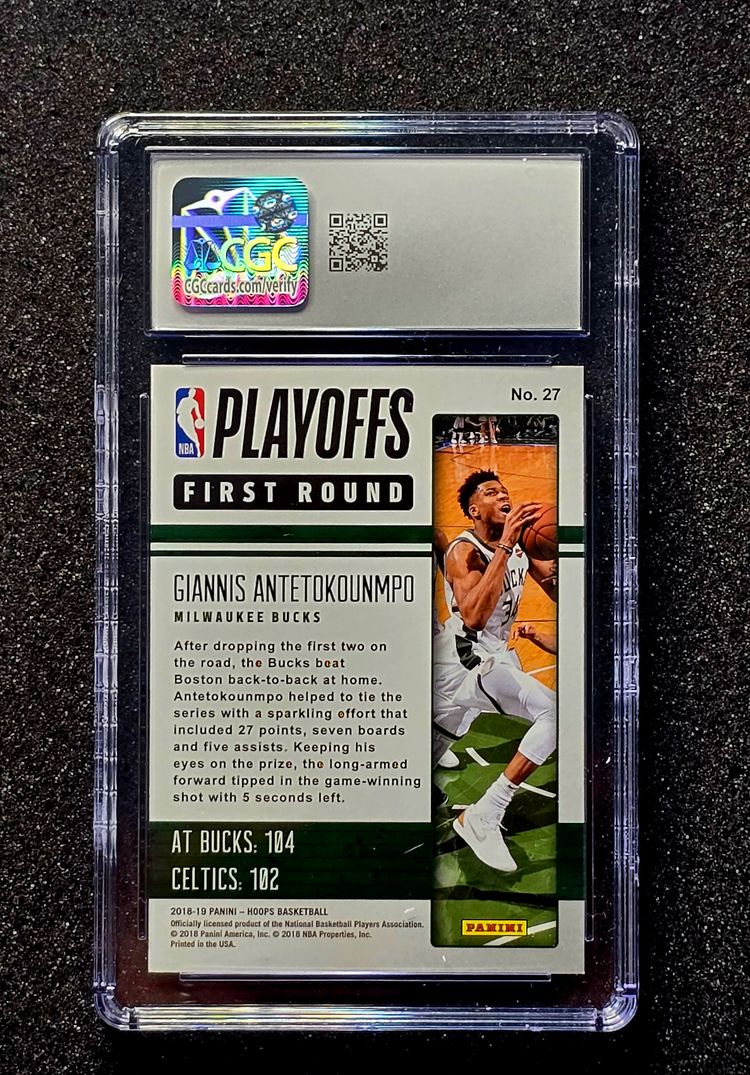 CGC
CGCcards.com/verify
No. 27
NBA
PLAYOFFS
FIRST ROUND
GIANNIS ANTETOKOUNMPO
MILWAUKEE BUCKS
After dropping the first two on
the road, the Bucks beat
Boston back-to-back at home.
Antetokounmpo helped to tie the
series with a sparkling effort that
included 27 points, seven boards
and five assists. Keeping his
eyes on the prize, the long-armed
forward tipped in the game-winning
shot with 5 seconds left.
AT BUCKS: 104
CELTICS: 102
2018-19 PANINI – HOOPS BASKETBALL
Officially licensed product of the National Basketball Players Association.
© 2018 Panini America, Inc. © 2018 NBA Properties, Inc.
Printed in the USA.
PANINI